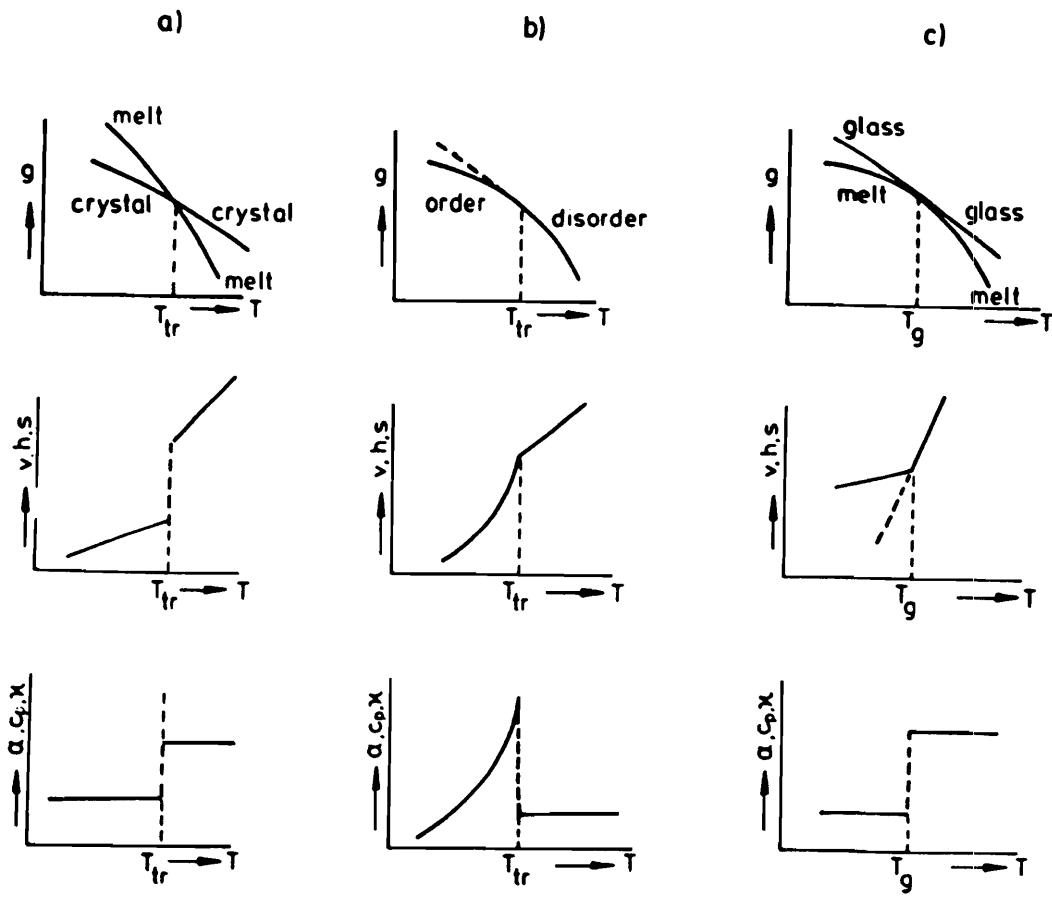 a)
b)
c)
melt
g
crystal
crystal
melt
T_tr → T
g
order
disorder
T_tr → T
glass
g
melt
glass
melt
T_g → T
v,h,s
T_tr → T
v,h,s
T_tr → T
v,h,s
T_g → T
α,c_p,ϰ
T_tr → T
α,c_p,ϰ
T_tr → T
α,c_p,ϰ
T_g → T